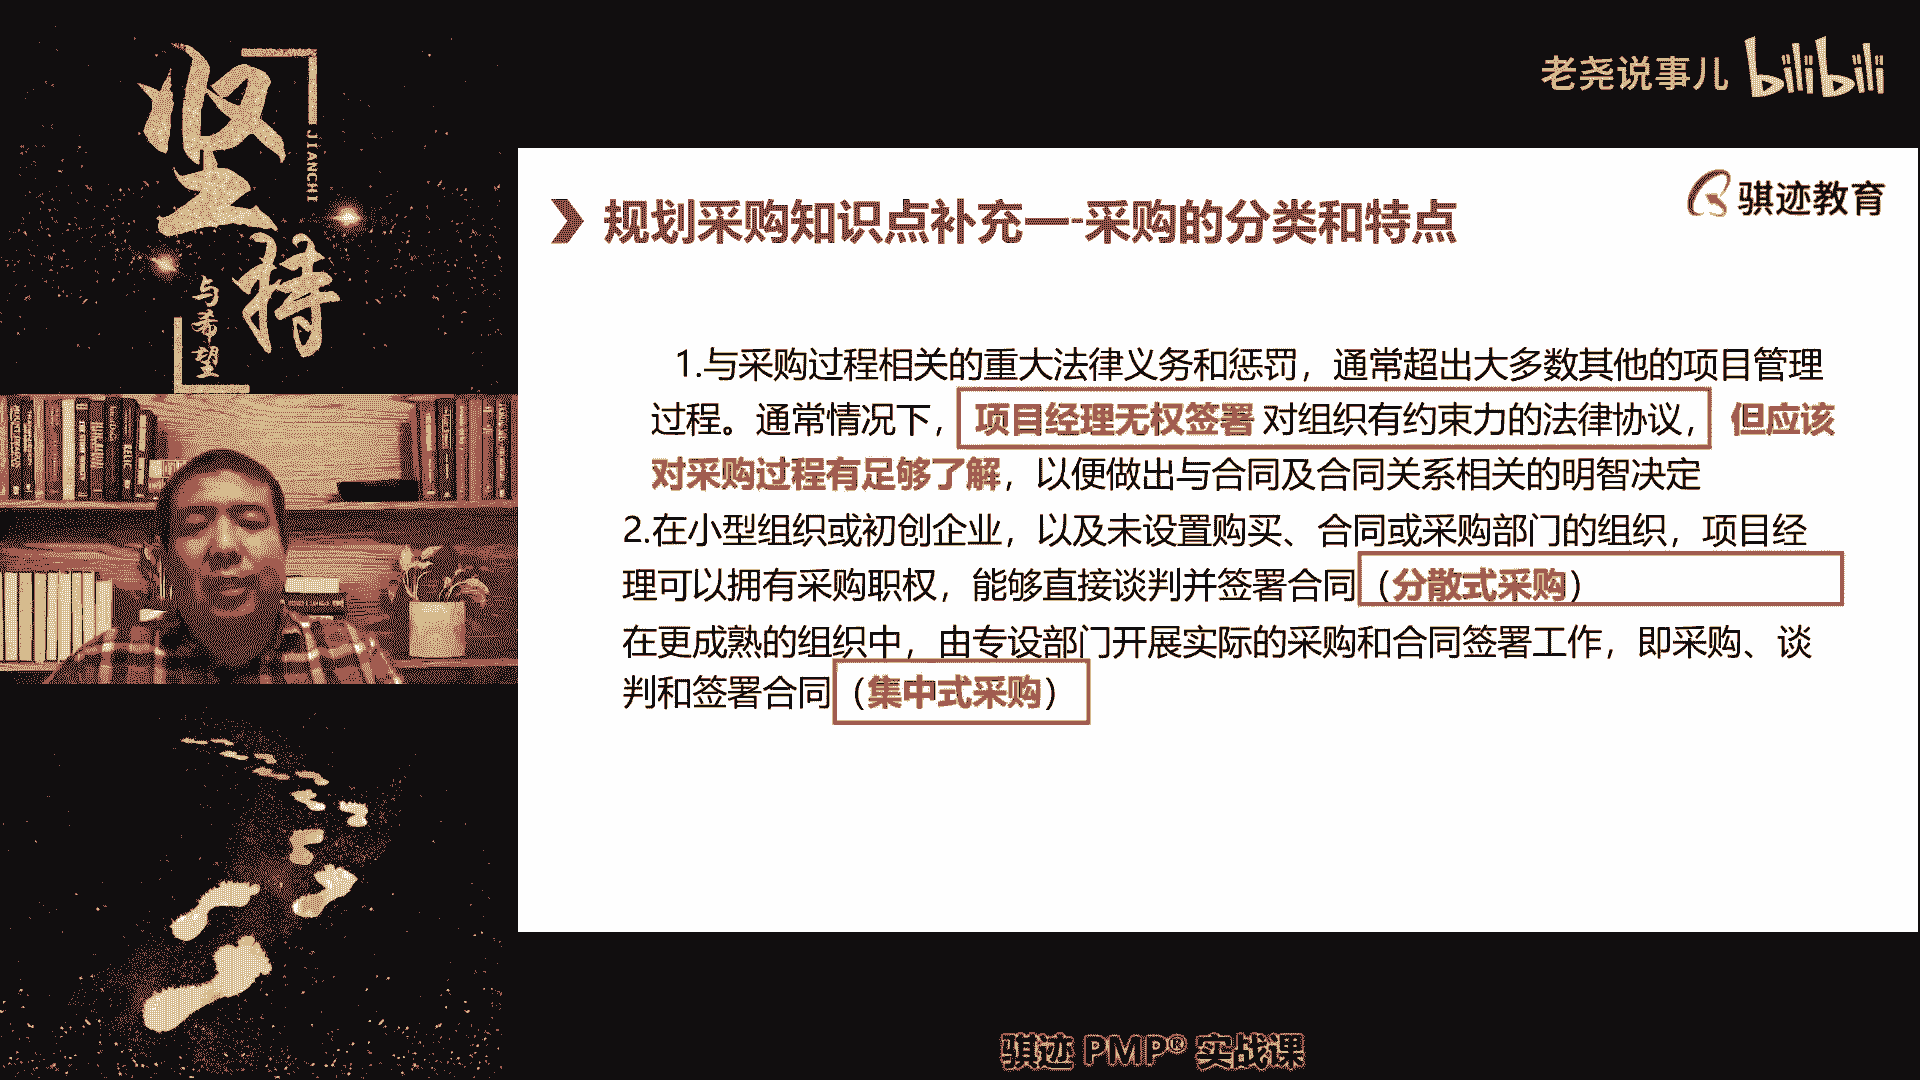 坚持
JIANCHI
与希望
老尧说事儿 bilibili
骐迹教育
规划采购知识点补充一-采购的分类和特点
1.与采购过程相关的重大法律义务和惩罚，通常超出大多数其他的项目管理
过程。通常情况下，项目经理无权签署对组织有约束力的法律协议，但应该
对采购过程有足够了解，以便做出与合同及合同关系相关的明智决定
2.在小型组织或初创企业，以及未设置购买、合同或采购部门的组织，项目经
理可以拥有采购职权，能够直接谈判并签署合同（分散式采购）
在更成熟的组织中，由专设部门开展实际的采购和合同签署工作，即采购、谈
判和签署合同（集中式采购）
骐迹 PMP® 实战课